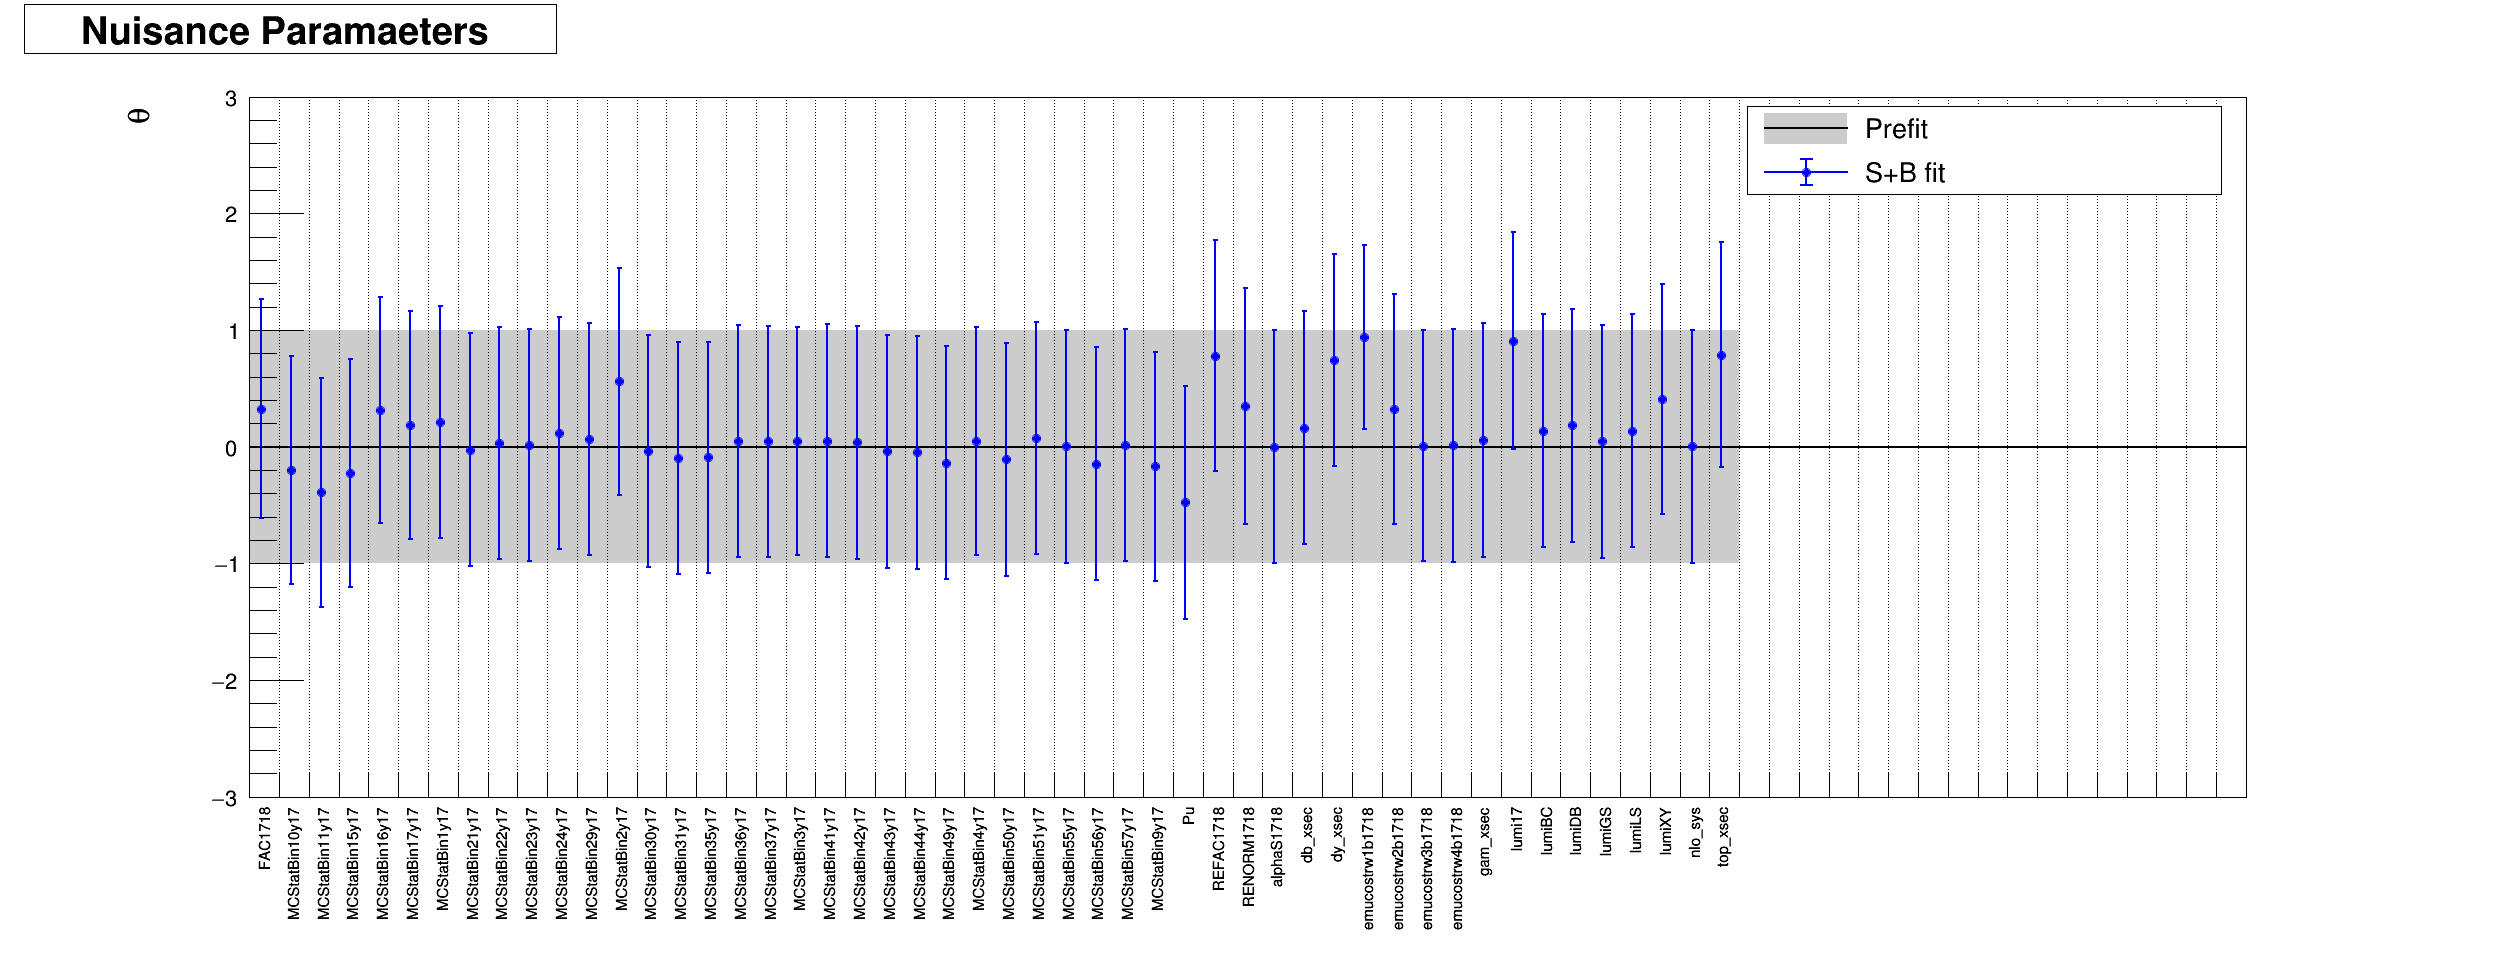 Nuisance Paramaeters
θ
3
2
1
0
−1
−2
−3
Prefit
S+B fit
FAC1718
MCStatBin10y17
MCStatBin11y17
MCStatBin15y17
MCStatBin16y17
MCStatBin17y17
MCStatBin1y17
MCStatBin21y17
MCStatBin22y17
MCStatBin23y17
MCStatBin24y17
MCStatBin29y17
MCStatBin2y17
MCStatBin30y17
MCStatBin31y17
MCStatBin35y17
MCStatBin36y17
MCStatBin37y17
MCStatBin3y17
MCStatBin41y17
MCStatBin42y17
MCStatBin43y17
MCStatBin44y17
MCStatBin49y17
MCStatBin4y17
MCStatBin50y17
MCStatBin51y17
MCStatBin55y17
MCStatBin56y17
MCStatBin57y17
MCStatBin9y17
Pu
REFAC1718
RENORM1718
alphaS1718
db_xsec
dy_xsec
emucostrw1b1718
emucostrw2b1718
emucostrw3b1718
emucostrw4b1718
gam_xsec
lumi17
lumiBC
lumiDB
lumiGS
lumiLS
lumiXY
nlo_sys
top_xsec